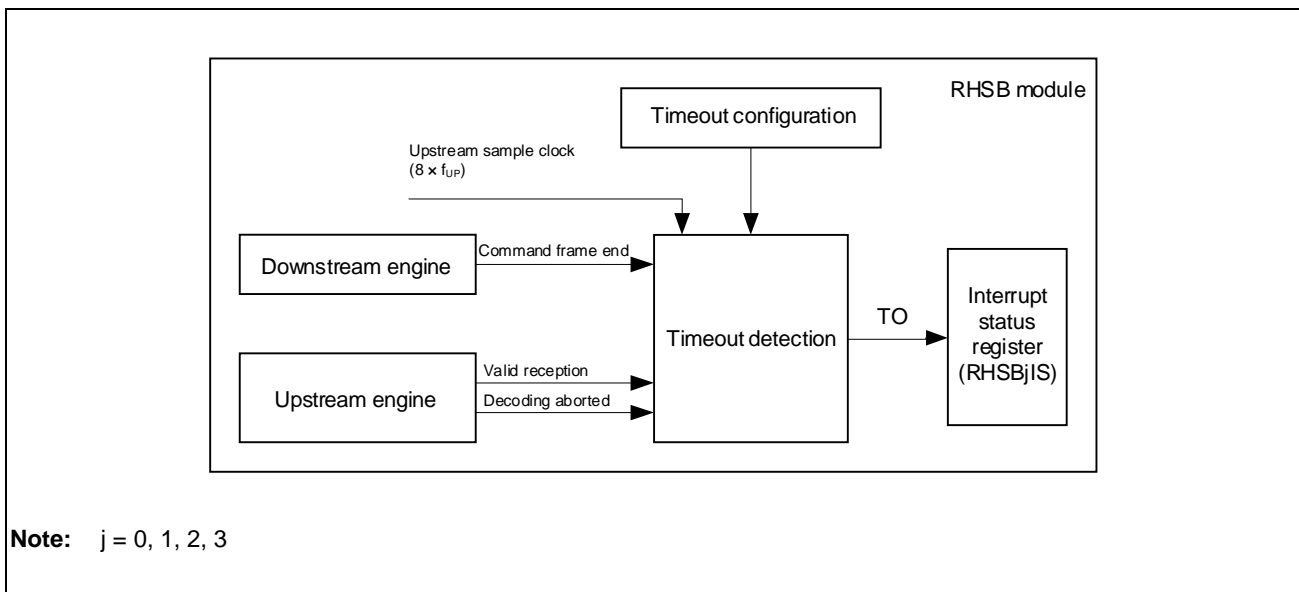 RHSB module
Timeout configuration
Upstream sample clock
(8 × fUP)
Downstream engine
Command frame end
Timeout detection
TO
Interrupt
status
register
(RHSBjIS)
Upstream engine
Valid reception
Decoding aborted
Note: j = 0, 1, 2, 3